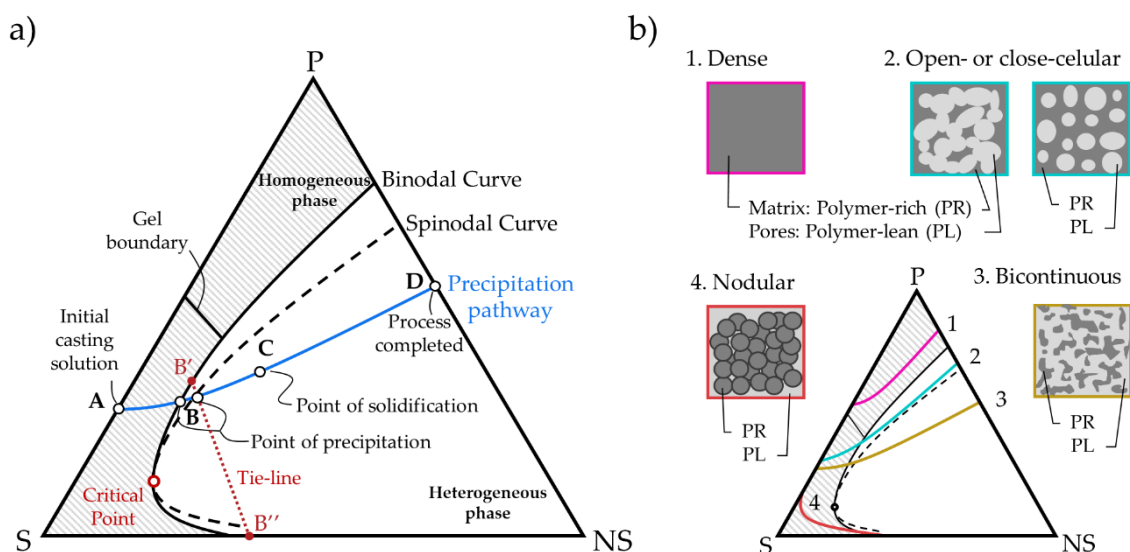 a)
P
Homogeneous
phase
Binodal Curve
Spinodal Curve
Gel
boundary
D
Precipitation
pathway
Process
completed
Initial
casting
solution
A
B'
B
C
Point of solidification
Point of precipitation
Critical
Point
Tie-line
B''
Heterogeneous
phase
S
NS
b)
1. Dense
2. Open- or close-celular
Matrix: Polymer-rich (PR)
Pores: Polymer-lean (PL)
PR
PL
4. Nodular
PR
PL
3. Bicontinuous
PR
PL
P
1
2
3
4
S
NS